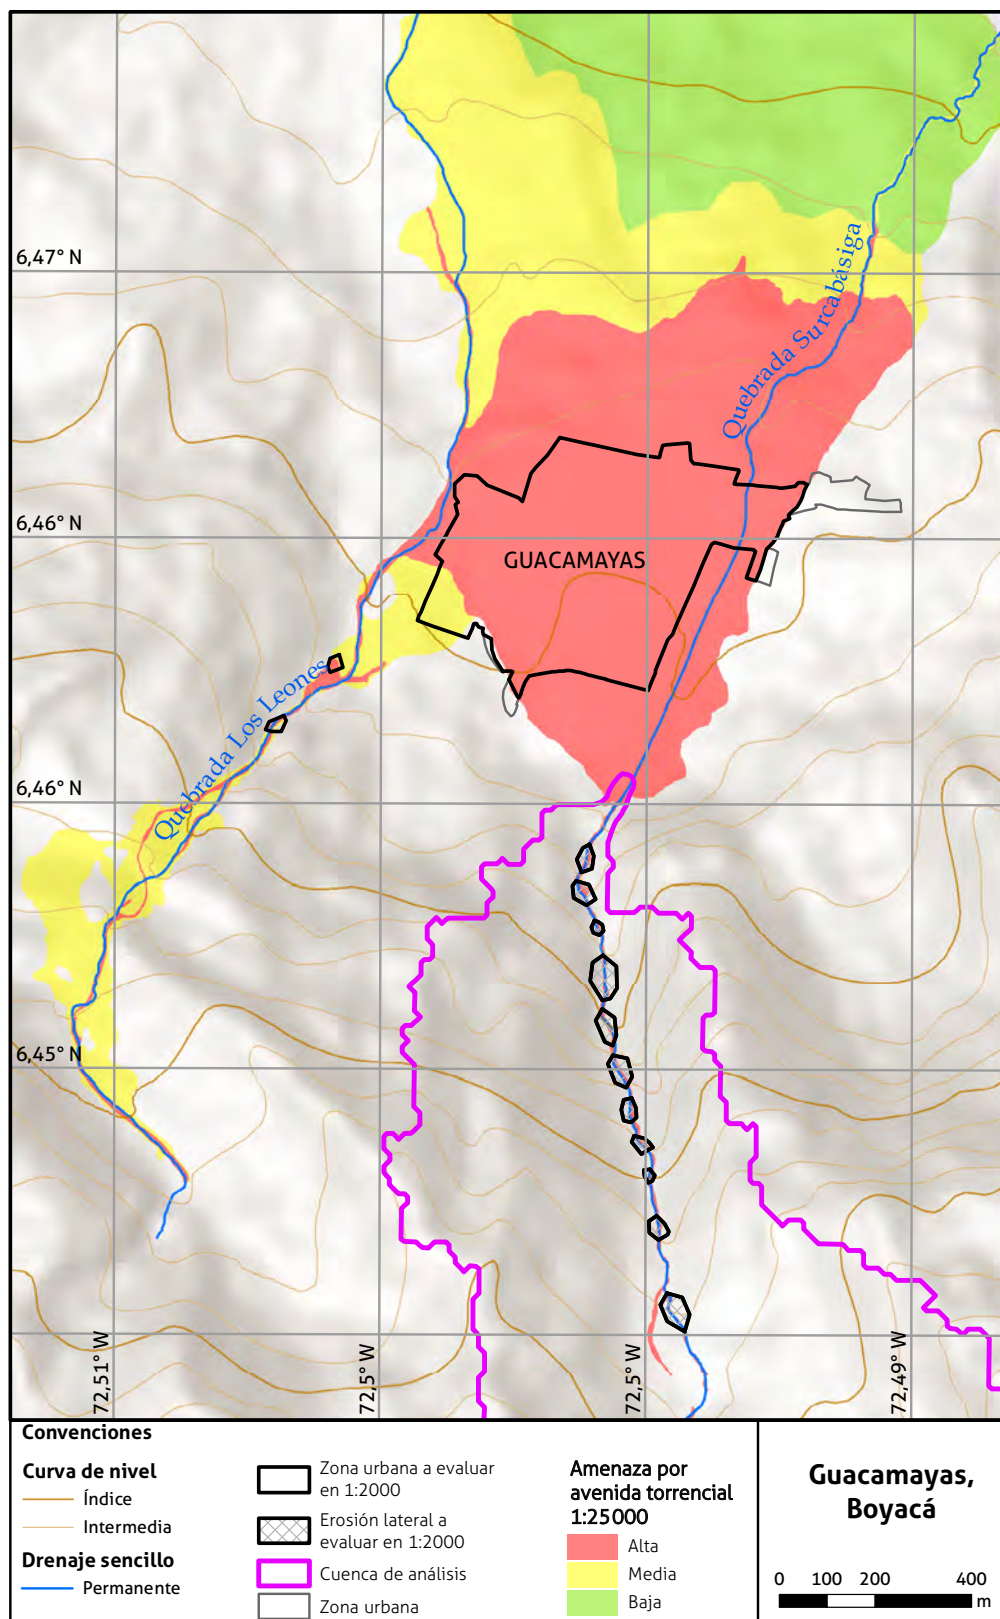 6,47° N
Quebrada Surcabásiga
6,46° N
GUACAMAYAS
Quebrada Los Leones
6,46° N
6,45° N
72,51° W
72,5° W
72,5° W
72,49° W
Convenciones
Curva de nivel
Índice
Intermedia
Drenaje sencillo
Permanente
Zona urbana a evaluar
en 1:2000
Erosión lateral a
evaluar en 1:2000
Cuenca de análisis
Zona urbana
Amenaza por
avenida torrencial
1:25000
Alta
Media
Baja
Guacamayas,
Boyacá
0 100 200 400
m